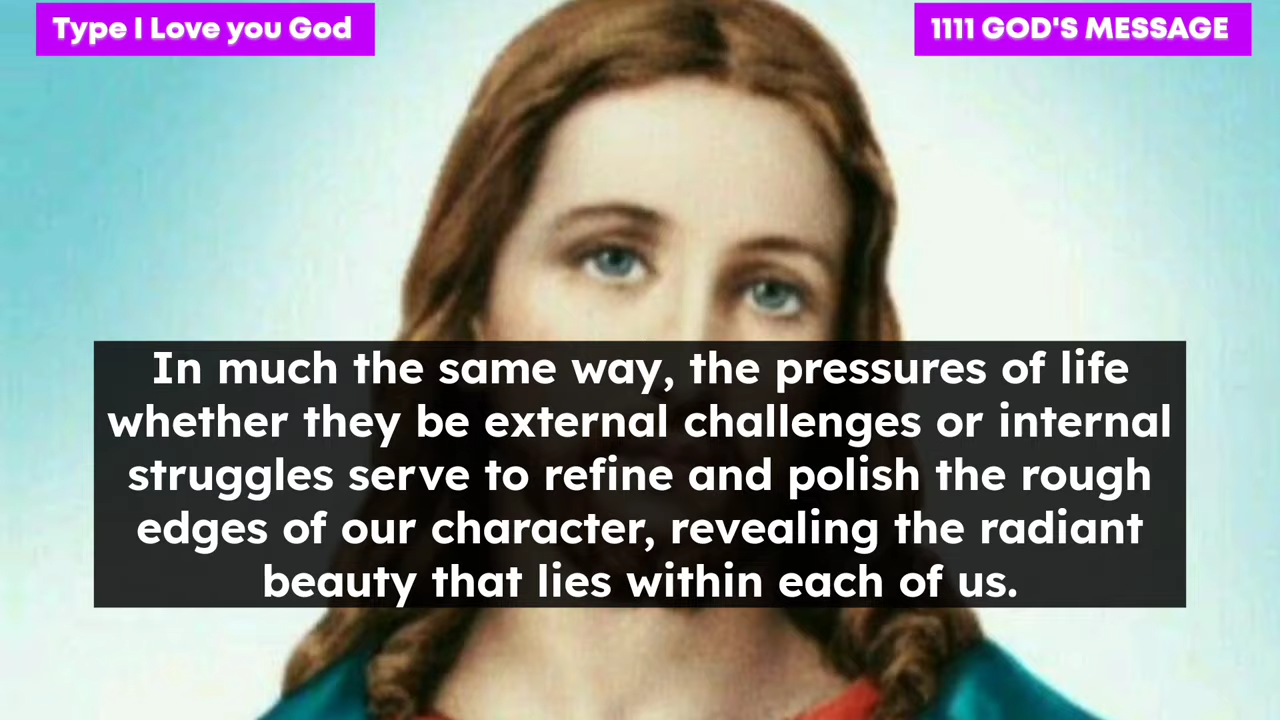 Type I Love you God
1111 GOD'S MESSAGE
In much the same way, the pressures of life
whether they be external challenges or internal
struggles serve to refine and polish the rough
edges of our character, revealing the radiant
beauty that lies within each of us.